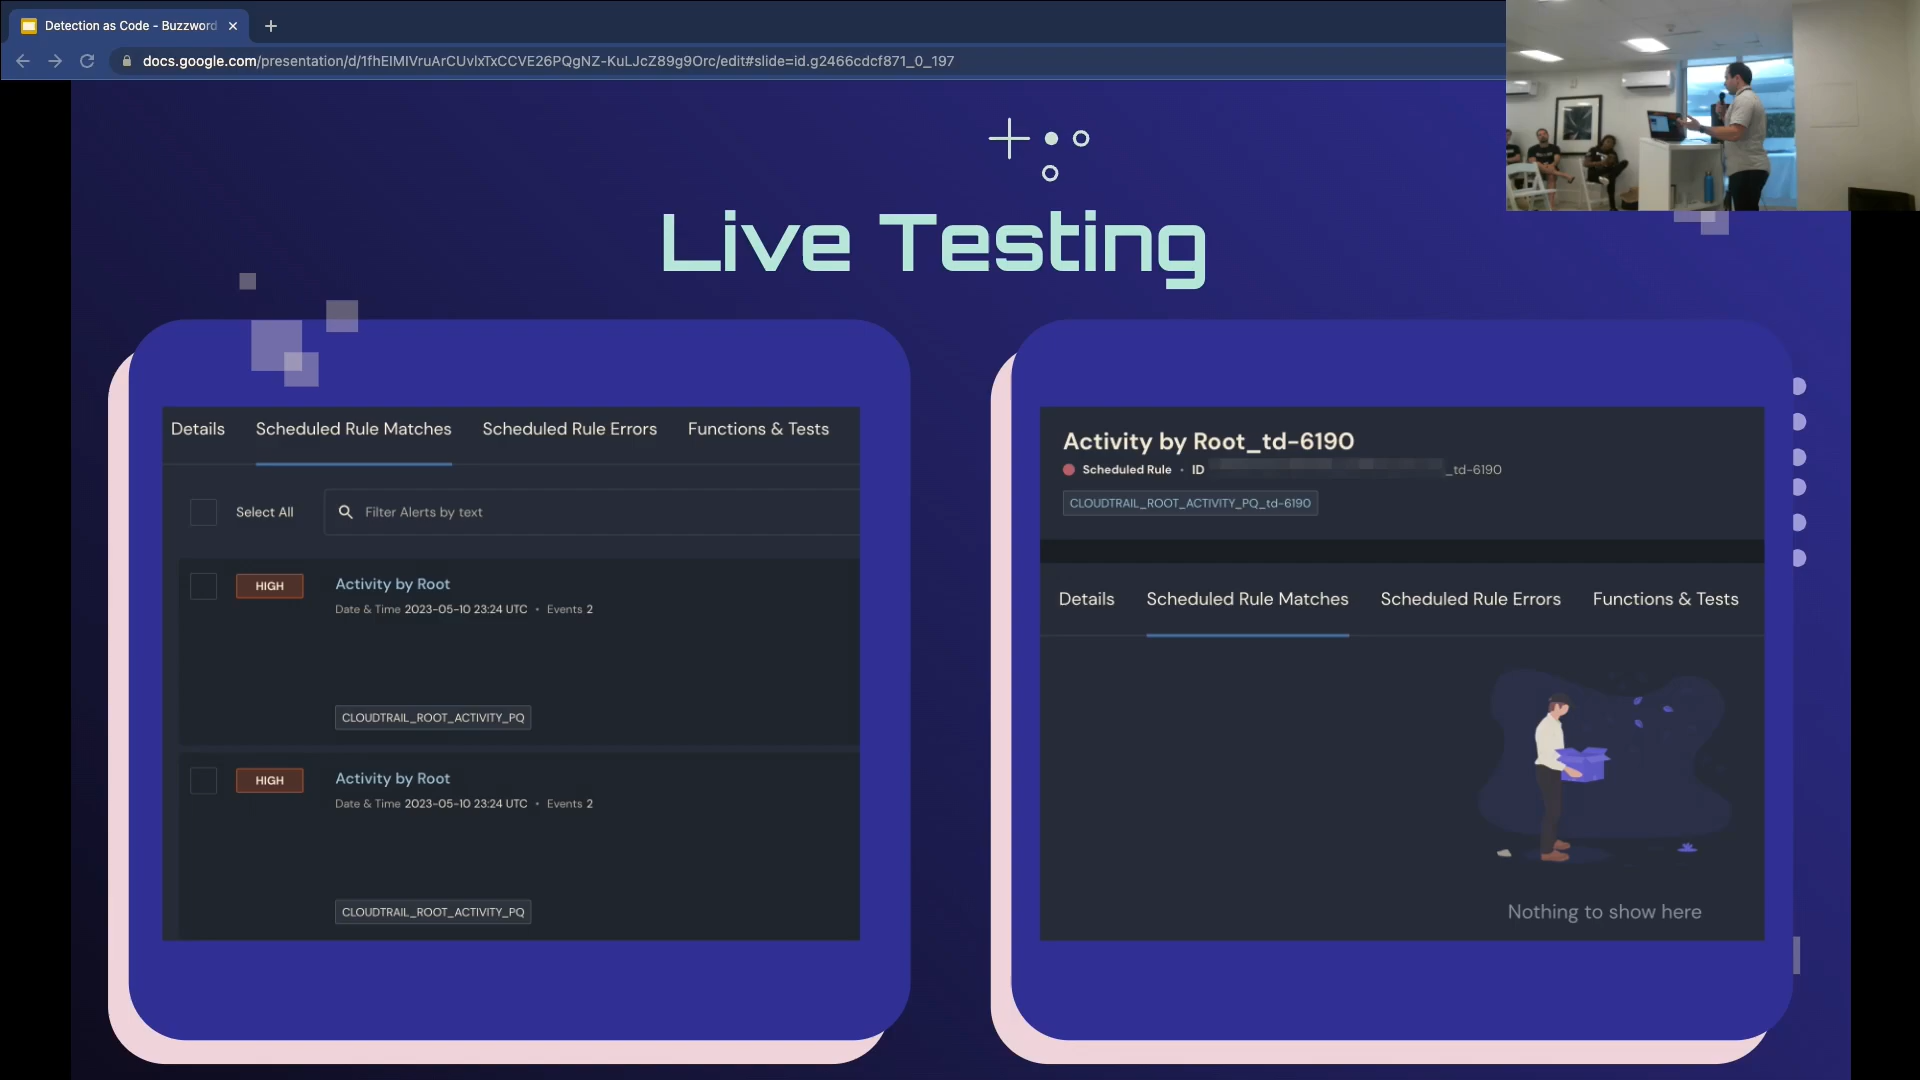 Detection as Code - Buzzword
docs.google.com/presentation/d/1fhEIMIVruArCUvlxTxCCVE26PQgNZ-KuLJcZ89g9Orc/edit#slide=id.g2466cdcf871_0_197
Live Testing
Details Scheduled Rule Matches Scheduled Rule Errors Functions & Tests
Select All Filter Alerts by text
HIGH Activity by Root
Date & Time 2023-05-10 23:24 UTC • Events 2
CLOUDTRAIL_ROOT_ACTIVITY_PQ
HIGH Activity by Root
Date & Time 2023-05-10 23:24 UTC • Events 2
CLOUDTRAIL_ROOT_ACTIVITY_PQ
Activity by Root_td-6190
Scheduled Rule • ID _td-6190
CLOUDTRAIL_ROOT_ACTIVITY_PQ_td-6190
Details Scheduled Rule Matches Scheduled Rule Errors Functions & Tests
Nothing to show here